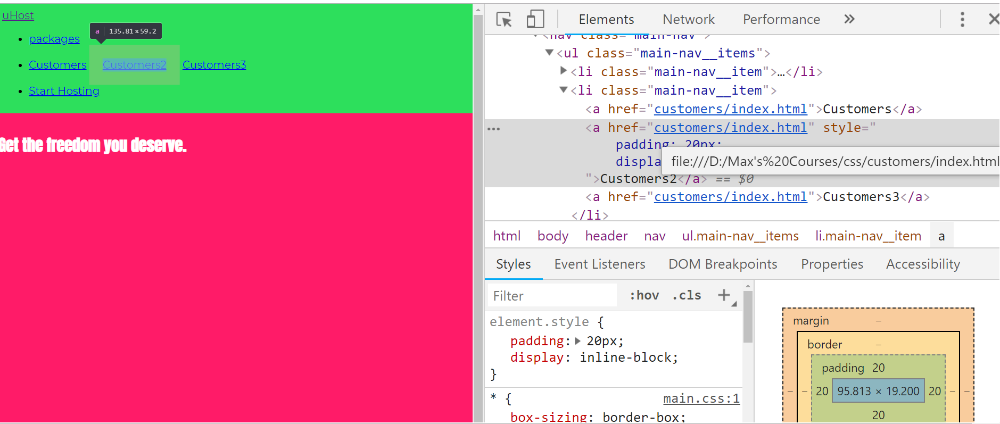 uHost
a 135.81×59.2
packages
Customers Customers2 Customers3
Start Hosting
Get the freedom you deserve.
Elements Network Performance »
<nav class="main-nav">
<ul class="main-nav__items">
<li class="main-nav__item">…</li>
<li class="main-nav__item">
<a href="customers/index.html">Customers</a>
<a href="customers/index.html" style="
padding: 20px;
displa
file:///D:/Max's%20Courses/css/customers/index.html
">Customers2</a> == $0
<a href="customers/index.html">Customers3</a>
</li>
html body header nav ul.main-nav__items li.main-nav__item a
Styles Event Listeners DOM Breakpoints Properties Accessibility
Filter :hov .cls +
element.style {
padding: 20px;
display: inline-block;
}
* { main.css:1
box-sizing: border-box;
margin –
border –
padding 20
– – 20 95.813 × 19.200 20 – –
20